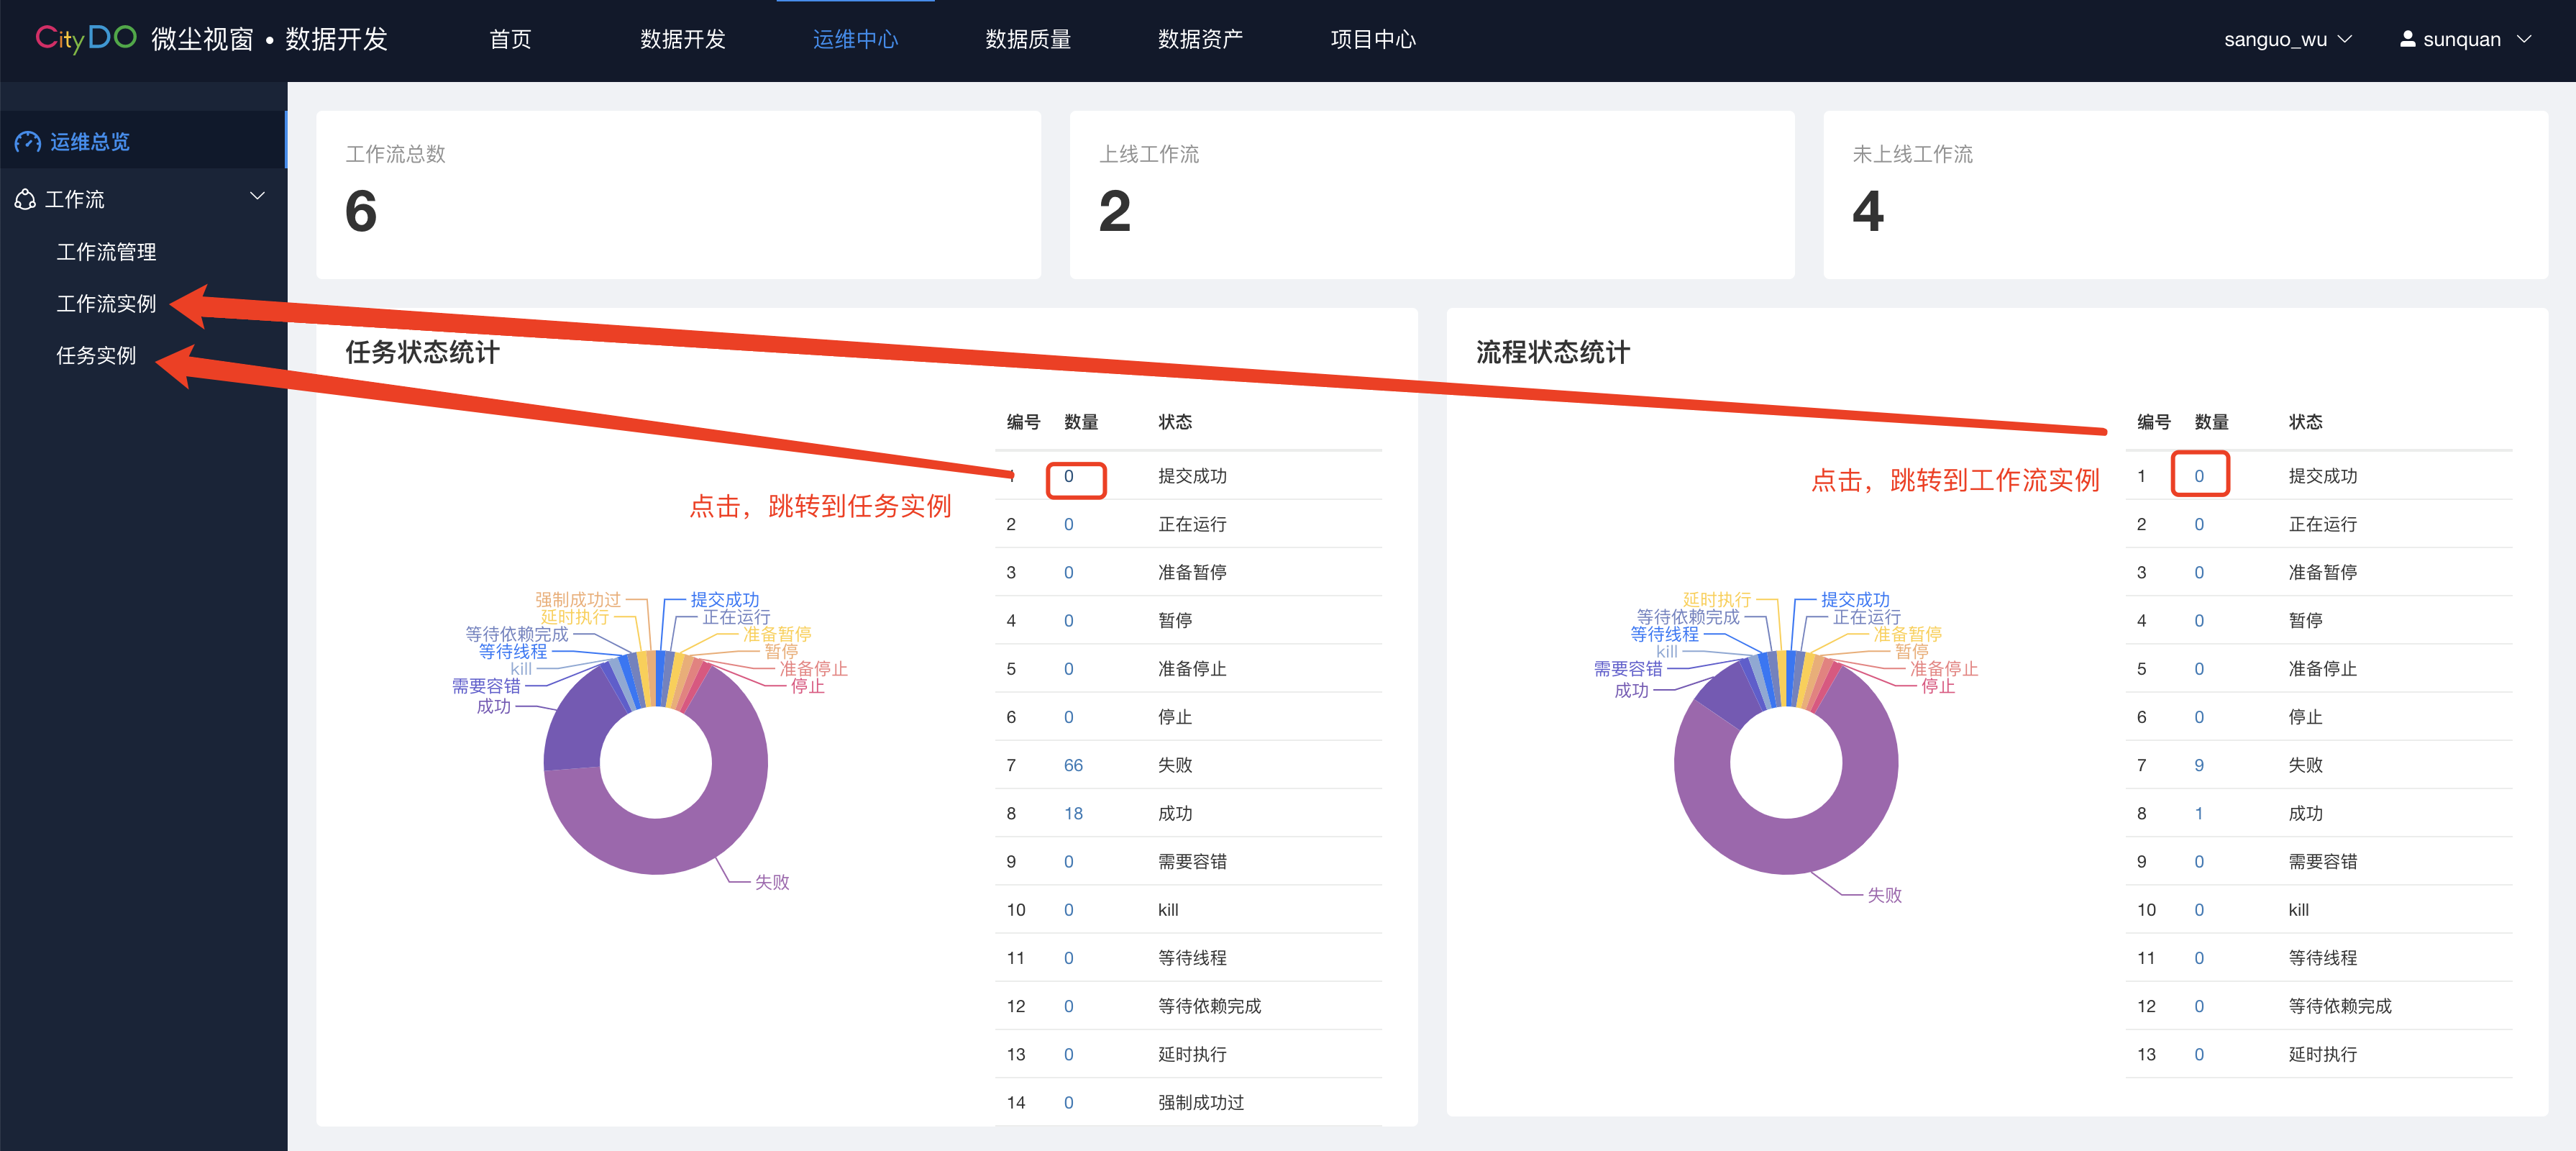 CityDO 微尘视窗 • 数据开发 首页 数据开发 运维中心 数据质量 数据资产 项目中心 sanguo_wu sunquan
运维总览
工作流
工作流管理
工作流实例
任务实例
工作流总数
6
上线工作流
2
未上线工作流
4
任务状态统计
点击，跳转到任务实例
强制成功过
延时执行
等待依赖完成
等待线程
kill
需要容错
成功
提交成功
正在运行
准备暂停
暂停
准备停止
停止
失败
编号 数量 状态
1 0 提交成功
2 0 正在运行
3 0 准备暂停
4 0 暂停
5 0 准备停止
6 0 停止
7 66 失败
8 18 成功
9 0 需要容错
10 0 kill
11 0 等待线程
12 0 等待依赖完成
13 0 延时执行
14 0 强制成功过
流程状态统计
点击，跳转到工作流实例
延时执行
等待依赖完成
等待线程
kill
需要容错
成功
提交成功
正在运行
准备暂停
暂停
准备停止
停止
失败
编号 数量 状态
1 0 提交成功
2 0 正在运行
3 0 准备暂停
4 0 暂停
5 0 准备停止
6 0 停止
7 9 失败
8 1 成功
9 0 需要容错
10 0 kill
11 0 等待线程
12 0 等待依赖完成
13 0 延时执行